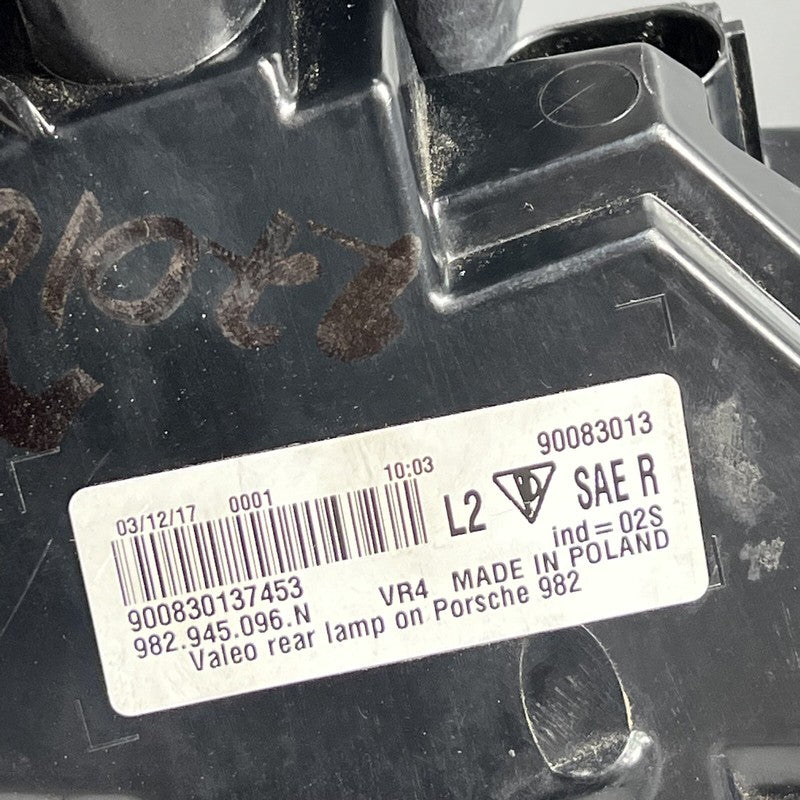 91077
90083013
03/12/17 0001 10:03
L2 SAE R
ind = 02S
900830137453 VR4 MADE IN POLAND
982.945.096.N
Valeo rear lamp on Porsche 982